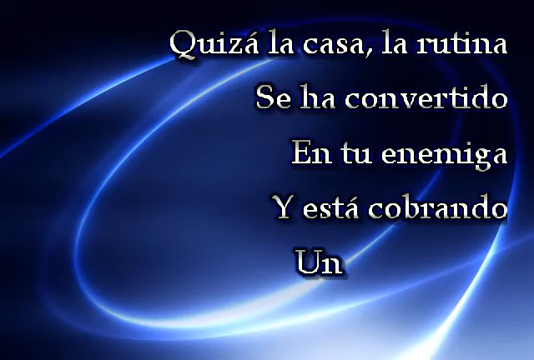 Quizá la casa, la rutina
Se ha convertido
En tu enemiga
Y está cobrando
Un